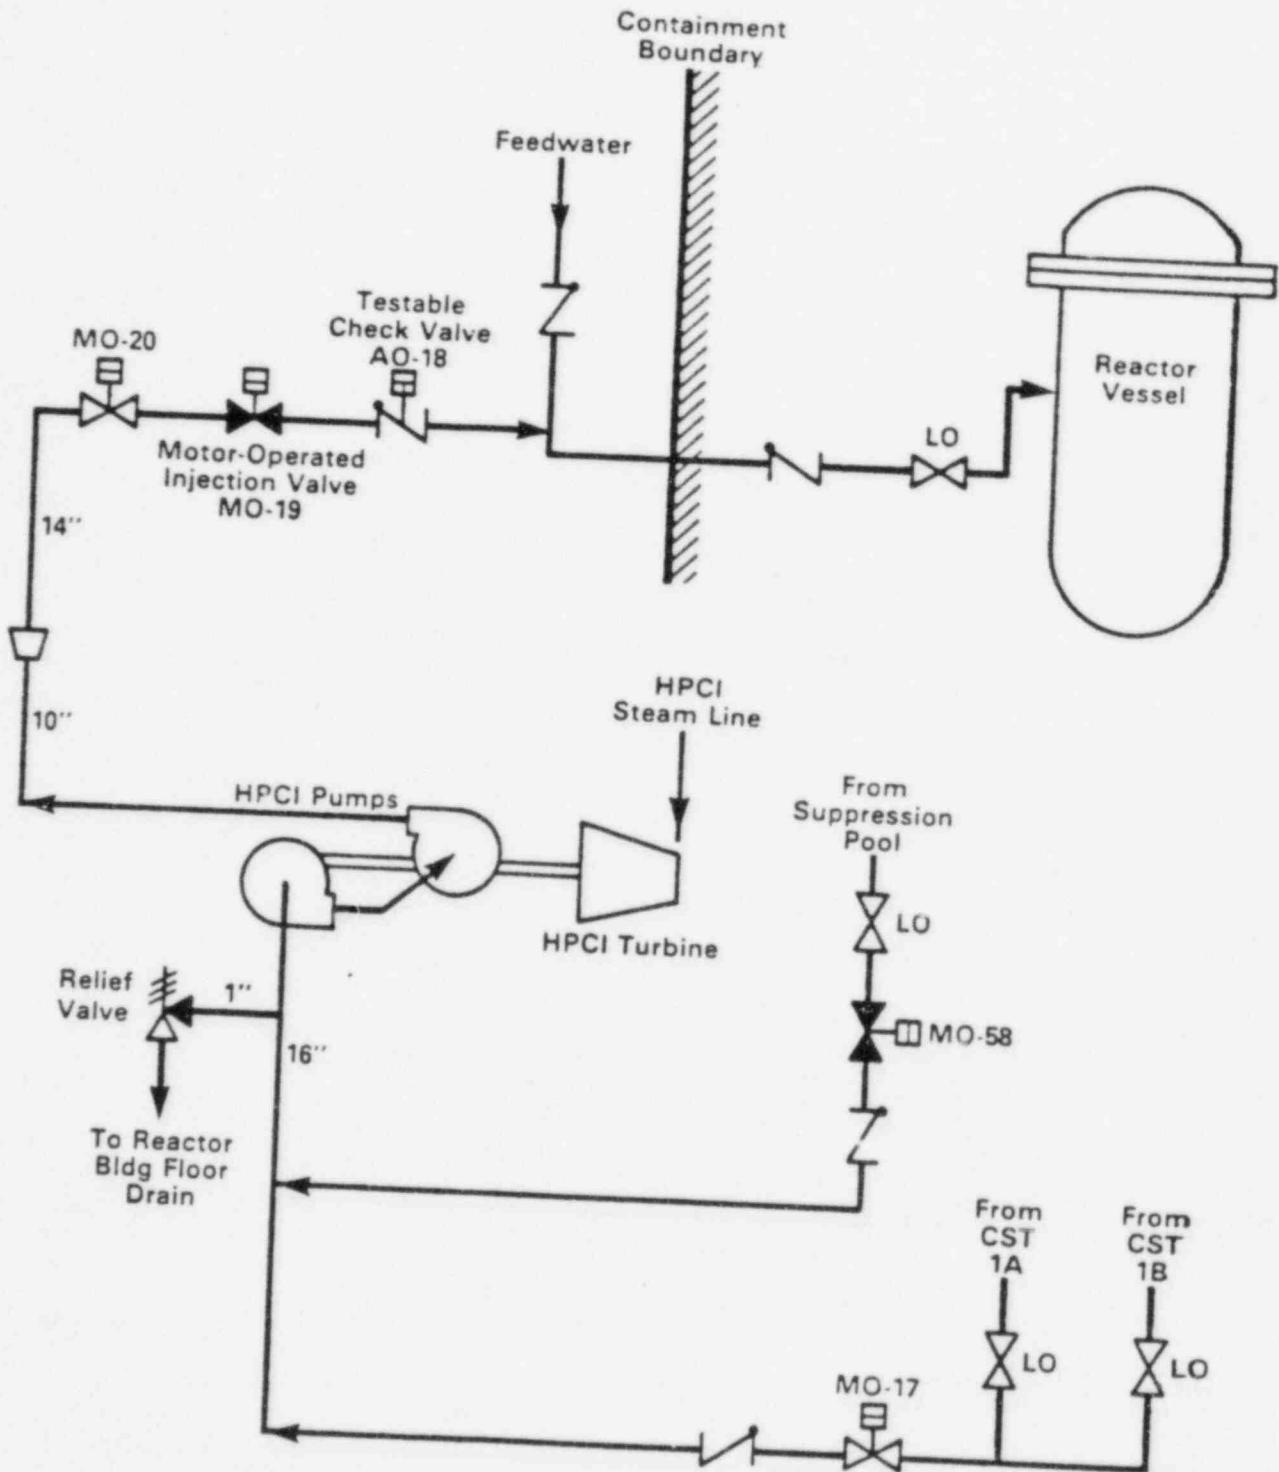 Containment
Boundary
Feedwater
Testable
Check Valve
AO-18
MO-20
Reactor
Vessel
LO
Motor-Operated
Injection Valve
MO-19
14"
10"
HPCI
Steam Line
HPCI Pumps
From
Suppression
Pool
LO
HPCI Turbine
Relief
Valve
1"
16"
MO-58
To Reactor
Bldg Floor
Drain
From
CST
1A
From
CST
1B
LO
LO
MO-17